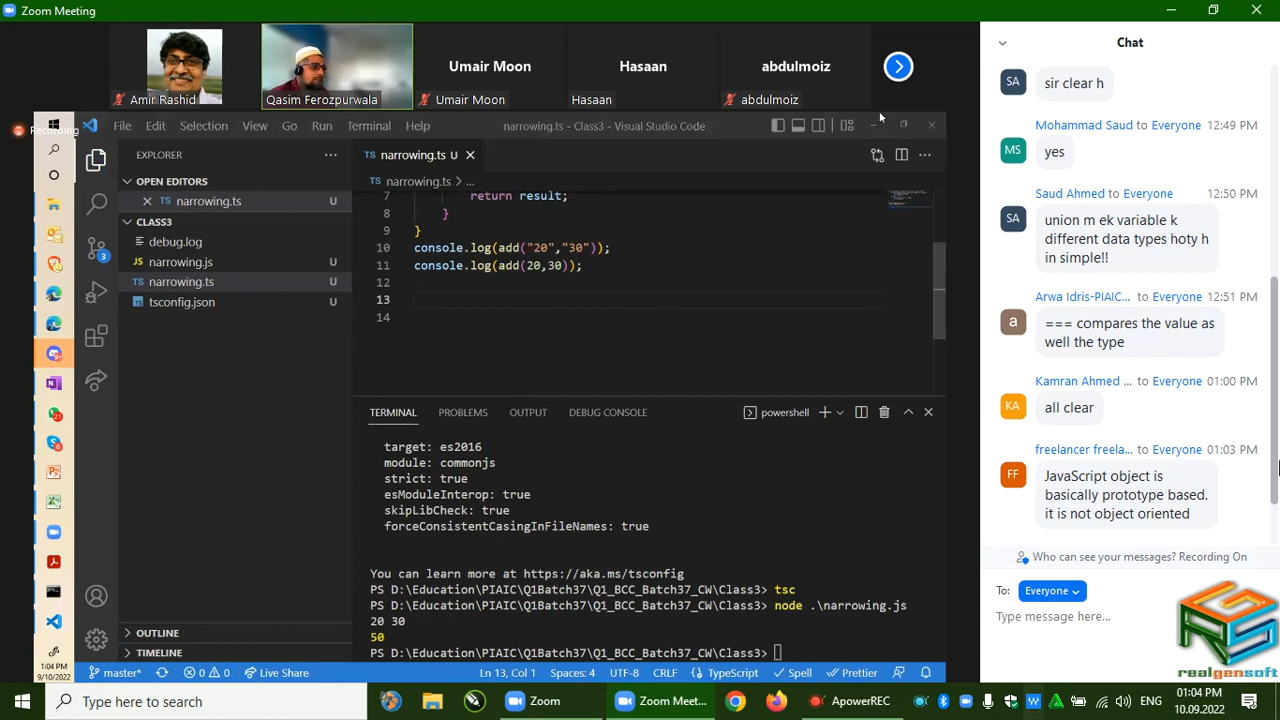 Zoom Meeting
Amir Rashid
Qasim Ferozpurwala
Umair Moon
Umair Moon
Hasaan
Hasaan
abdulmoiz
abdulmoiz
Recording
File Edit Selection View Go Run Terminal Help
narrowing.ts - Class3 - Visual Studio Code
EXPLORER
OPEN EDITORS
TS narrowing.ts U
CLASS3
debug.log U
JS narrowing.js U
TS narrowing.ts U
tsconfig.json U
OUTLINE
TIMELINE
3
TS narrowing.ts U
TS narrowing.ts > ...
7 return result;
8 }
9 }
10 console.log(add("20","30"));
11 console.log(add(20,30));
12
13
14
TERMINAL PROBLEMS OUTPUT DEBUG CONSOLE powershell
target: es2016
module: commonjs
strict: true
esModuleInterop: true
skipLibCheck: true
forceConsistentCasingInFileNames: true
You can learn more at https://aka.ms/tsconfig
PS D:\Education\PIAIC\Q1Batch37\Q1_BCC_Batch37_CW\Class3> tsc
PS D:\Education\PIAIC\Q1Batch37\Q1_BCC_Batch37_CW\Class3> node .\narrowing.js
20 30
50
PS D:\Education\PIAIC\Q1Batch37\Q1_BCC_Batch37_CW\Class3>
1:04 PM
9/10/2022
master* 0 0 Live Share
Ln 13, Col 1 Spaces: 4 UTF-8 CRLF TypeScript Spell Prettier
Chat
SA
sir clear h
Mohammad Saud to Everyone 12:49 PM
MS
yes
Saud Ahmed to Everyone 12:50 PM
SA
union m ek variable k
different data types hoty h
in simple!!
Arwa Idris-PIAIC... to Everyone 12:51 PM
a
=== compares the value as
well the type
Kamran Ahmed ... to Everyone 01:00 PM
KA
all clear
freelancer freela... to Everyone 01:03 PM
FF
JavaScript object is
basically prototype based.
it is not object oriented
Who can see your messages? Recording On
To: Everyone
Type message here...
realgensoft
Type here to search
Zoom
Zoom Meet...
ApowerREC
ENG
01:04 PM
10.09.2022